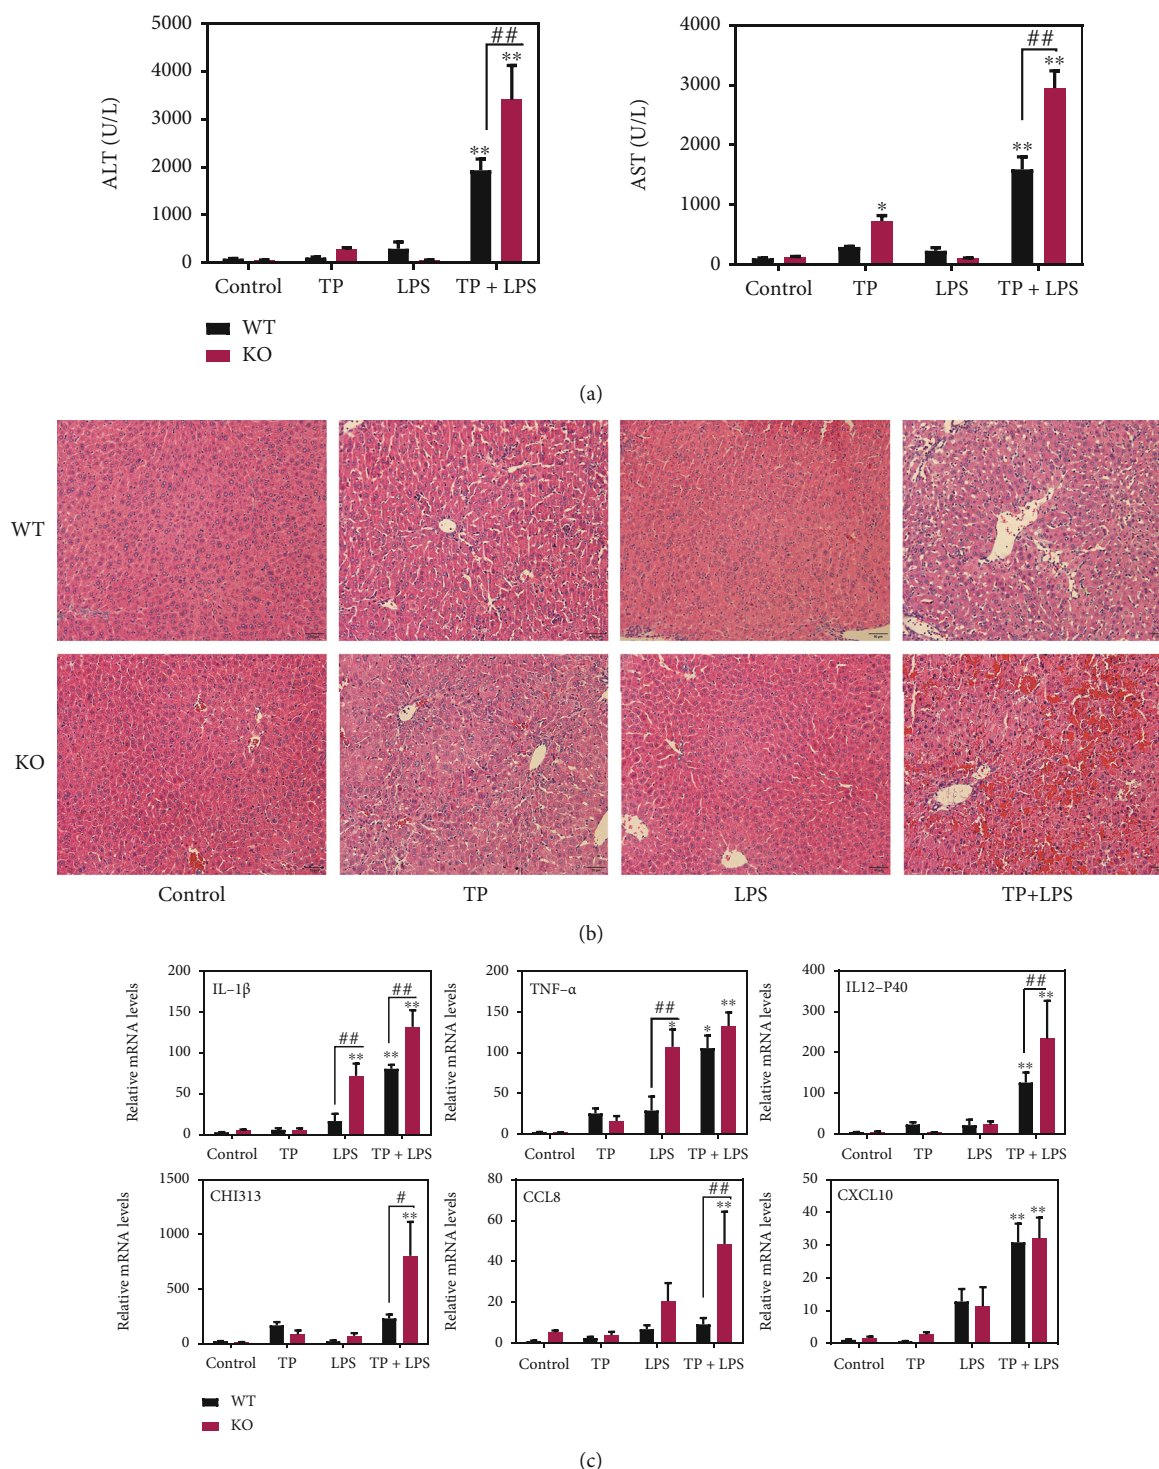 5000
4000
3000
2000
1000
0
ALT (U/L)
##
**
**
Control TP LPS TP + LPS
WT
KO
4000
3000
2000
1000
0
AST (U/L)
*
##
**
**
Control TP LPS TP + LPS
(a)
WT
KO
Control TP LPS TP+LPS
(b)
200
150
100
50
0
Relative mRNA levels
IL–1β
##
**
##
**
**
Control TP LPS TP + LPS
200
150
100
50
0
Relative mRNA levels
TNF–α
##
*
*
**
Control TP LPS TP + LPS
400
300
200
100
0
Relative mRNA levels
IL12–P40
##
**
**
Control TP LPS TP + LPS
1500
1000
500
0
Relative mRNA levels
CHI313
#
**
Control TP LPS TP + LPS
80
60
40
20
0
Relative mRNA levels
CCL8
##
**
Control TP LPS TP + LPS
50
40
30
20
10
0
Relative mRNA levels
CXCL10
**
**
Control TP LPS TP + LPS
WT
KO
(c)